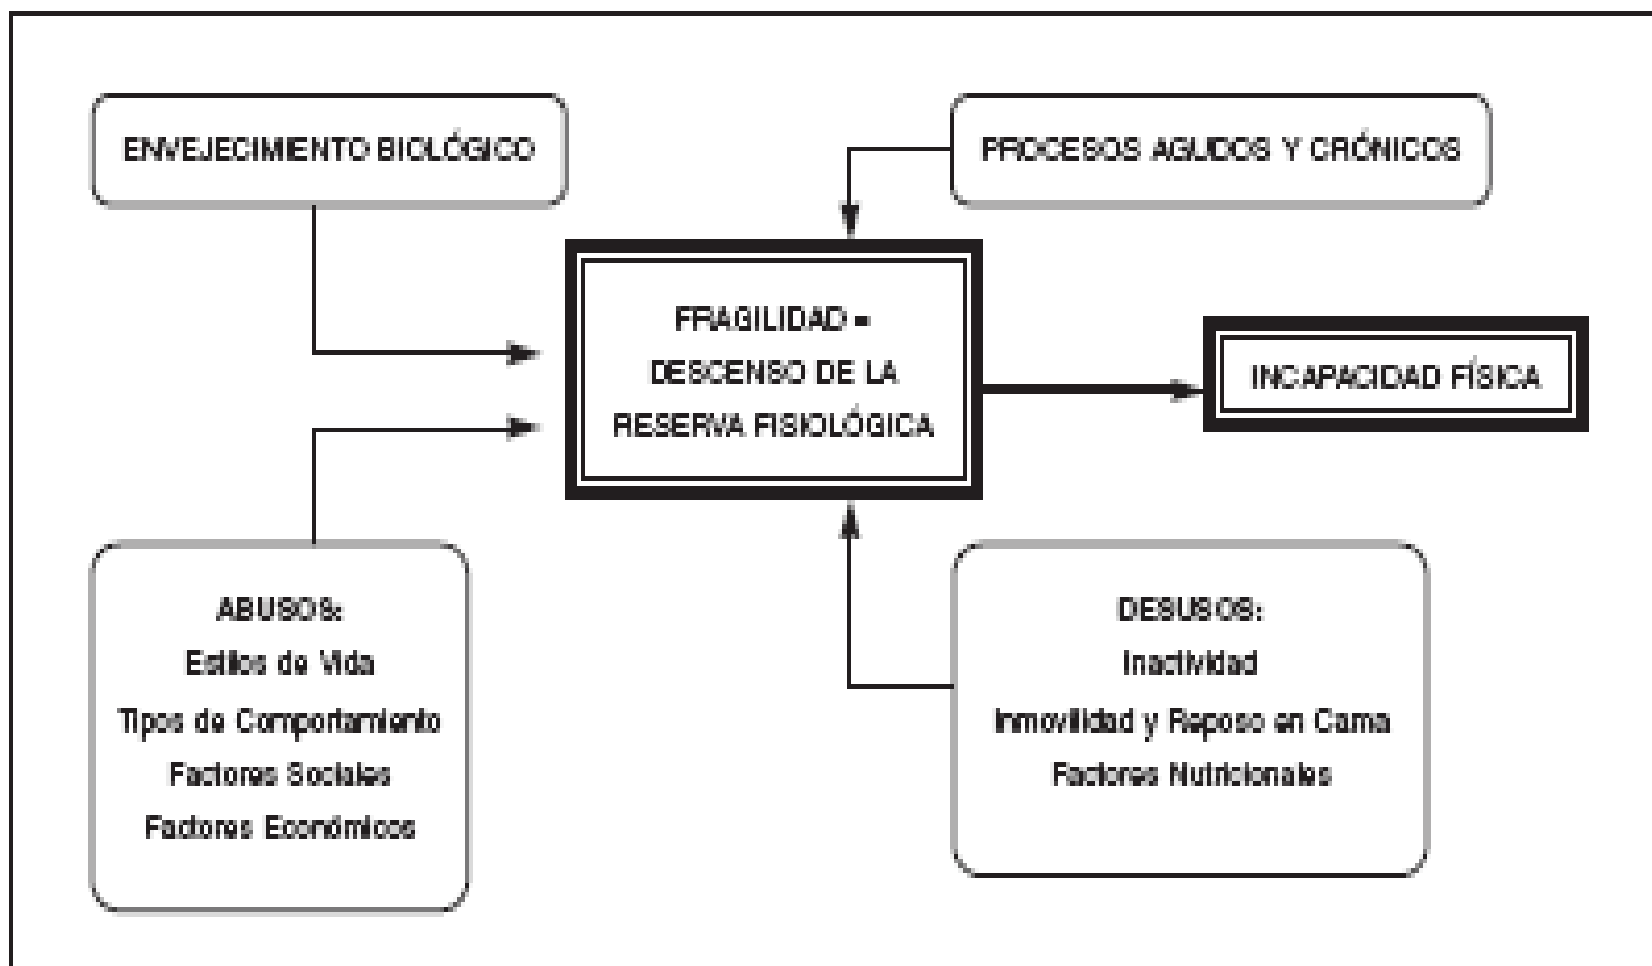 ENVEJECIMIENTO BIOLÓGICO
PROCESOS AGUDOS Y CRÓNICOS
FRAGILIDAD =
DESCENSO DE LA
RESERVA FISIOLÓGICA
INCAPACIDAD FÍSICA
ABUSOS:
Estilos de Vida
Tipos de Comportamiento
Factores Sociales
Factores Económicos
DESUSOS:
Inactividad
Inmovilidad y Reposo en Cama
Factores Nutricionales